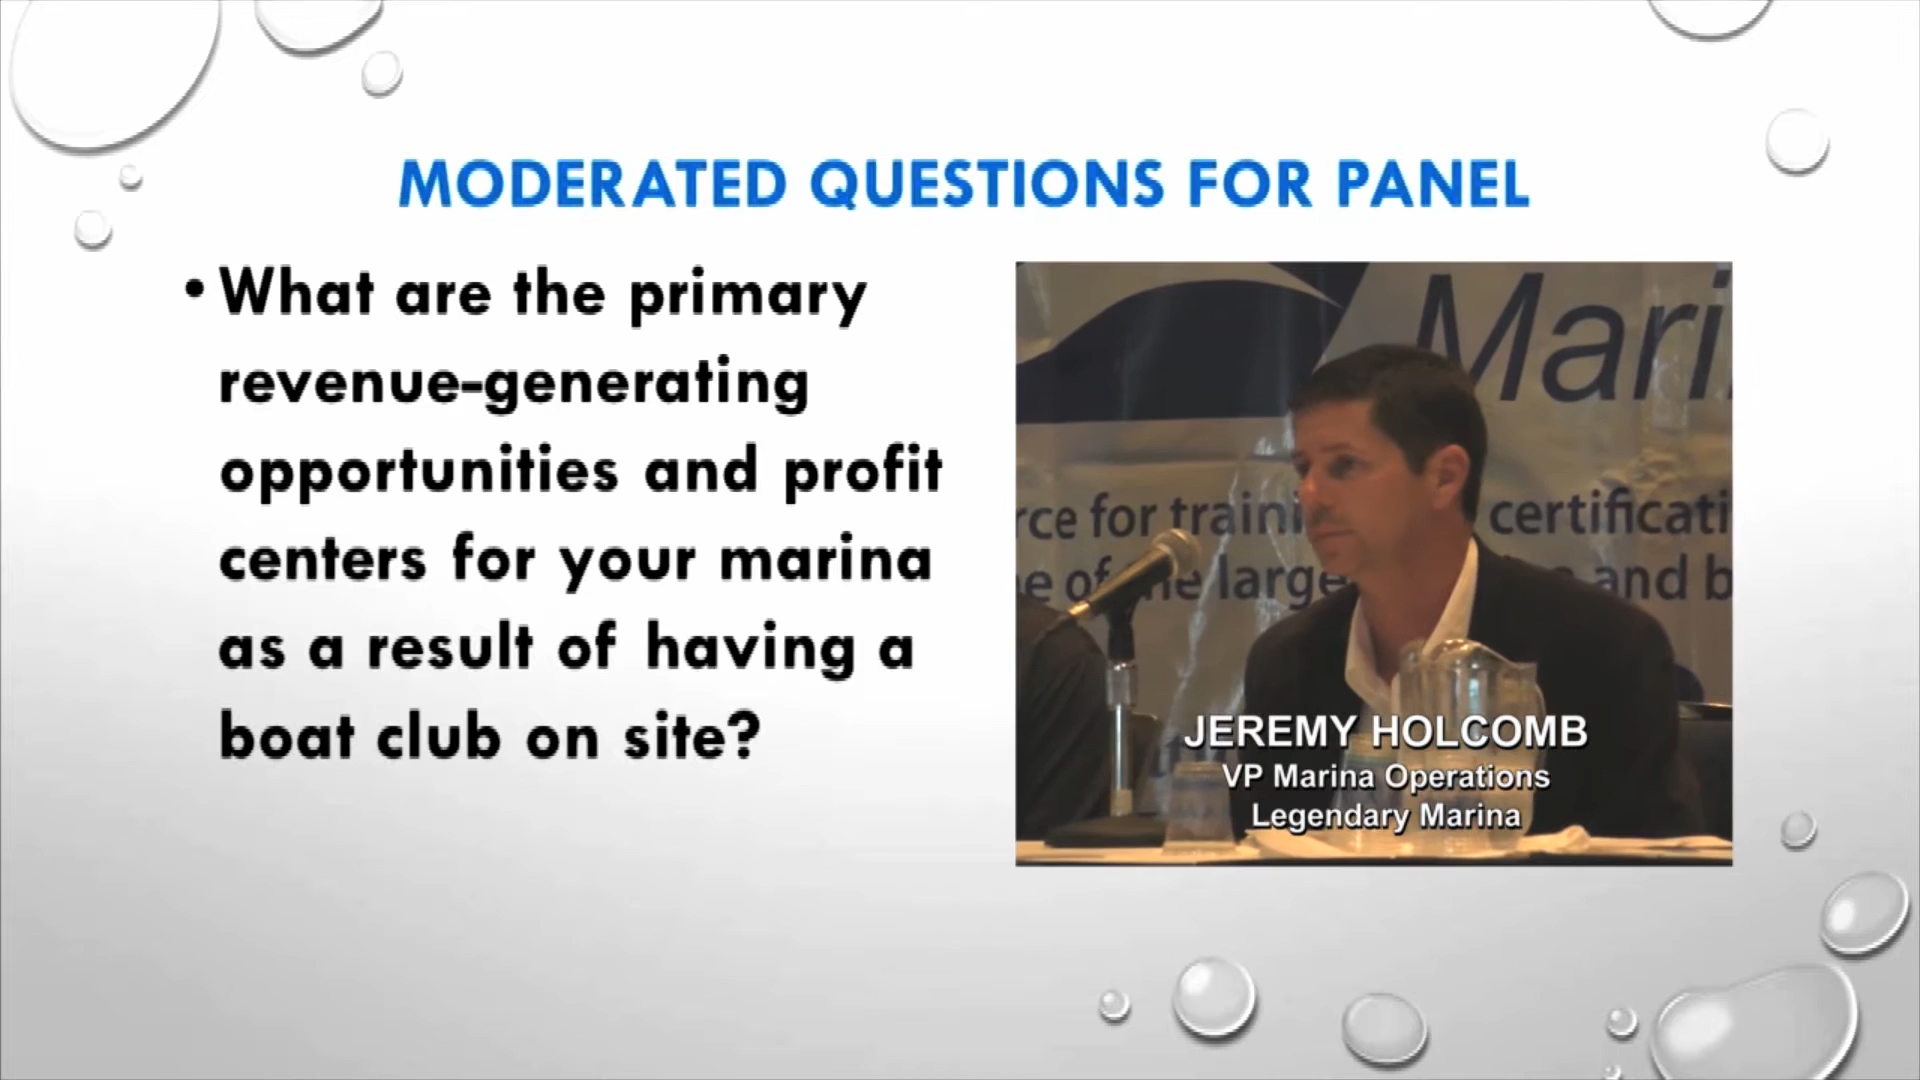 MODERATED QUESTIONS FOR PANEL
• What are the primary
revenue-generating
opportunities and profit
centers for your marina
as a result of having a
boat club on site?
Mari
rce for traini certificati
e of the large and b
JEREMY HOLCOMB
VP Marina Operations
Legendary Marina